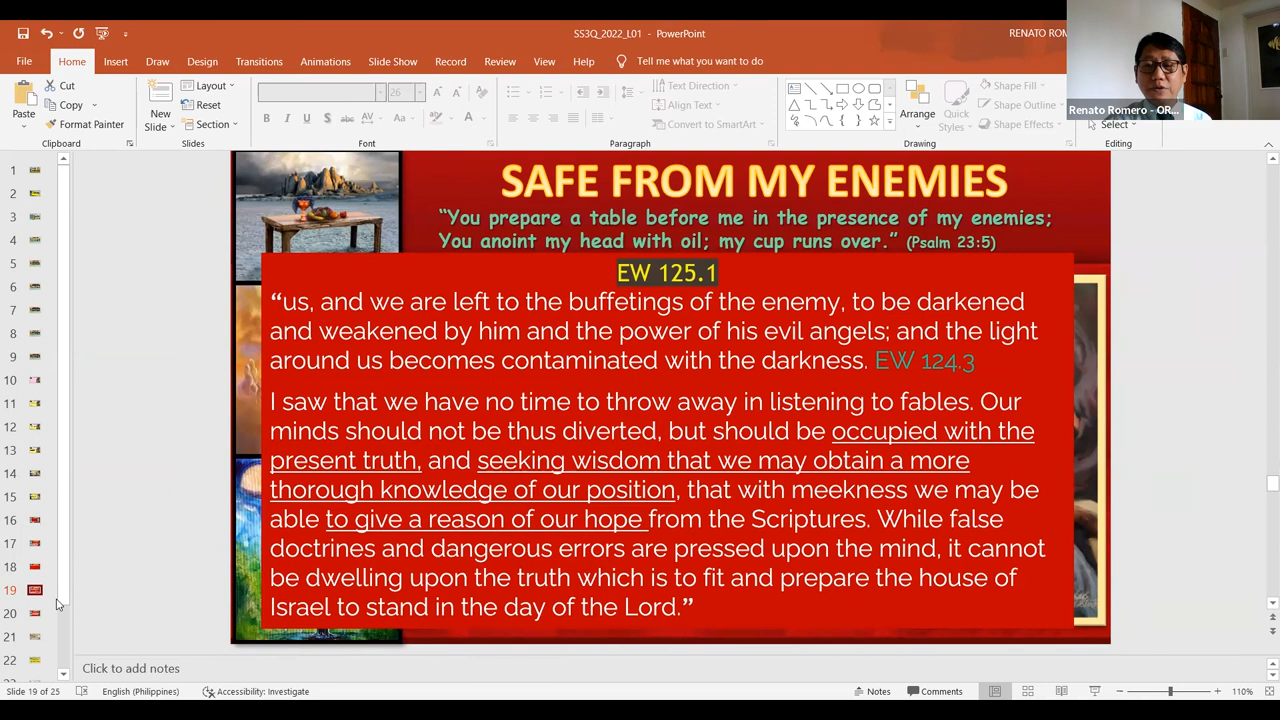 SS3Q_2022_L01 - PowerPoint
RENATO ROM
File Home Insert Draw Design Transitions Animations Slide Show Record Review View Help Tell me what you want to do
Paste
Cut
Copy
Format Painter
Clipboard
New Slide
Layout
Reset
Section
Slides
26
B I U S abc AV Aa A
Font
Text Direction
Align Text
Convert to SmartArt
Paragraph
Arrange
Quick Styles
Shape Fill
Shape Outline
Shape Effects
Drawing
Select
Editing
Renato Romero - OR...
1
2
3
4
5
6
7
8
9
10
11
12
13
14
15
16
17
18
19
20
21
22
SAFE FROM MY ENEMIES
“You prepare a table before me in the presence of my enemies;
You anoint my head with oil; my cup runs over.” (Psalm 23:5)
EW 125.1
“us, and we are left to the buffetings of the enemy, to be darkened
and weakened by him and the power of his evil angels; and the light
around us becomes contaminated with the darkness. EW 124.3
I saw that we have no time to throw away in listening to fables. Our
minds should not be thus diverted, but should be occupied with the
present truth, and seeking wisdom that we may obtain a more
thorough knowledge of our position, that with meekness we may be
able to give a reason of our hope from the Scriptures. While false
doctrines and dangerous errors are pressed upon the mind, it cannot
be dwelling upon the truth which is to fit and prepare the house of
Israel to stand in the day of the Lord.”
Click to add notes
Slide 19 of 25 English (Philippines) Accessibility: Investigate Notes Comments 110%